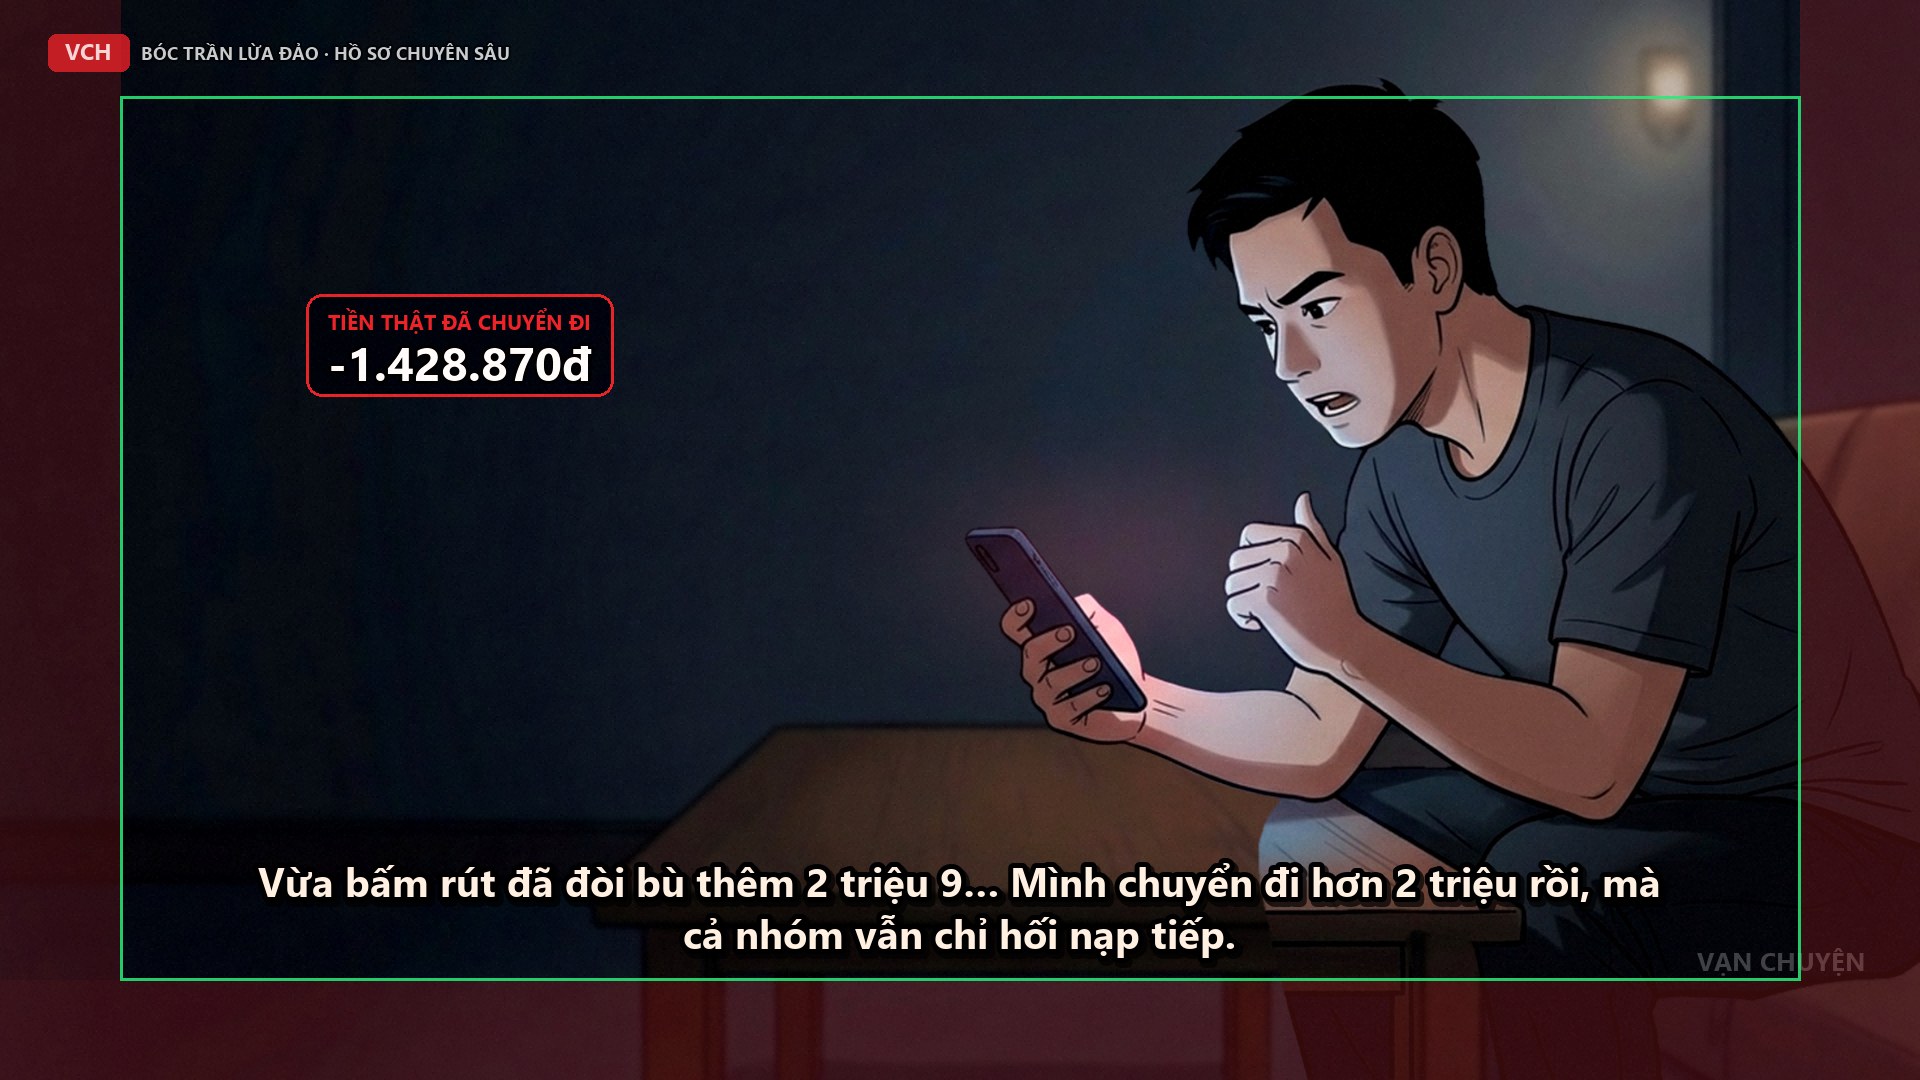 VCH BÓC TRẦN LỪA ĐẢO · HỒ SƠ CHUYÊN SÂU
TIỀN THẬT ĐÃ CHUYỂN ĐI
-1.428.870đ
Vừa bấm rút đã đòi bù thêm 2 triệu 9... Mình chuyển đi hơn 2 triệu rồi, mà
cả nhóm vẫn chỉ hối nạp tiếp.
VẠN CHUYỆN